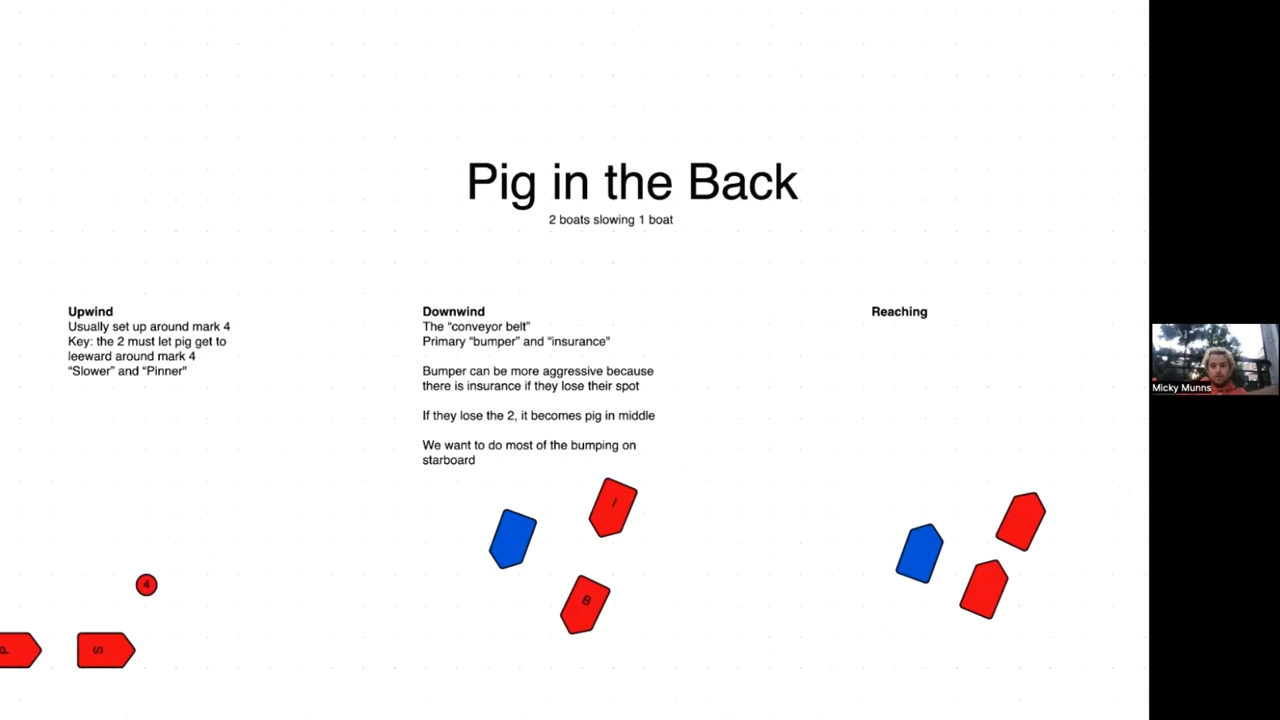 Pig in the Back
2 boats slowing 1 boat
Upwind
Usually set up around mark 4
Key: the 2 must let pig get to
leeward around mark 4
“Slower” and “Pinner”
Downwind
The “conveyor belt”
Primary “bumper” and “insurance”
Bumper can be more aggressive because
there is insurance if they lose their spot
If they lose the 2, it becomes pig in middle
We want to do most of the bumping on
starboard
Reaching
I
B
4
P
S
Micky Munns